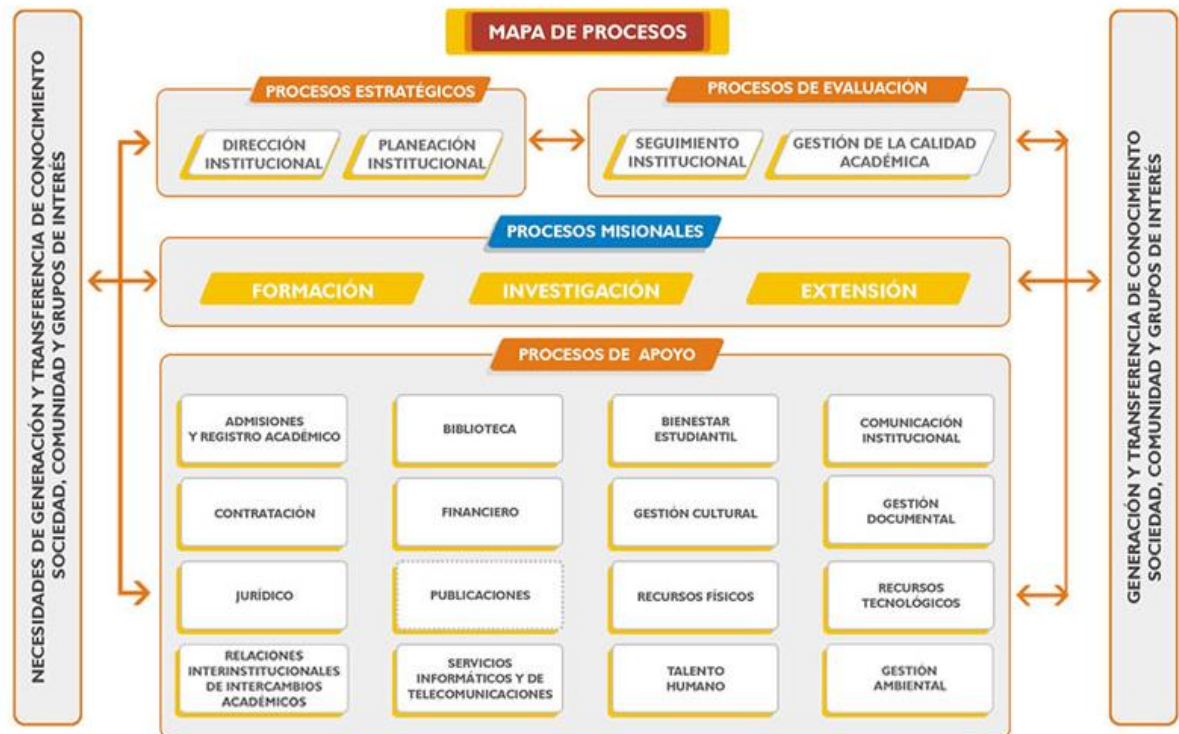 MAPA DE PROCESOS
NECESIDADES DE GENERACIÓN Y TRANSFERENCIA DE CONOCIMIENTO
SOCIEDAD, COMUNIDAD Y GRUPOS DE INTERÉS
PROCESOS ESTRATÉGICOS
DIRECCIÓN
INSTITUCIONAL
PLANEACIÓN
INSTITUCIONAL
PROCESOS DE EVALUACIÓN
SEGUIMIENTO
INSTITUCIONAL
GESTIÓN DE LA CALIDAD
ACADÉMICA
PROCESOS MISIONALES
FORMACIÓN
INVESTIGACIÓN
EXTENSIÓN
PROCESOS DE APOYO
ADMISIONES
Y REGISTRO ACADÉMICO
BIBLIOTECA
BIENESTAR
ESTUDIANTIL
COMUNICACIÓN
INSTITUCIONAL
CONTRATACIÓN
FINANCIERO
GESTIÓN CULTURAL
GESTIÓN
DOCUMENTAL
JURÍDICO
PUBLICACIONES
RECURSOS FÍSICOS
RECURSOS
TECNOLÓGICOS
RELACIONES
INTERINSTITUCIONALES
DE INTERCAMBIOS
ACADÉMICOS
SERVICIOS
INFORMÁTICOS Y DE
TELECOMUNICACIONES
TALENTO
HUMANO
GESTIÓN
AMBIENTAL
GENERACIÓN Y TRANSFERENCIA DE CONOCIMIENTO
SOCIEDAD, COMUNIDAD Y GRUPOS DE INTERÉS